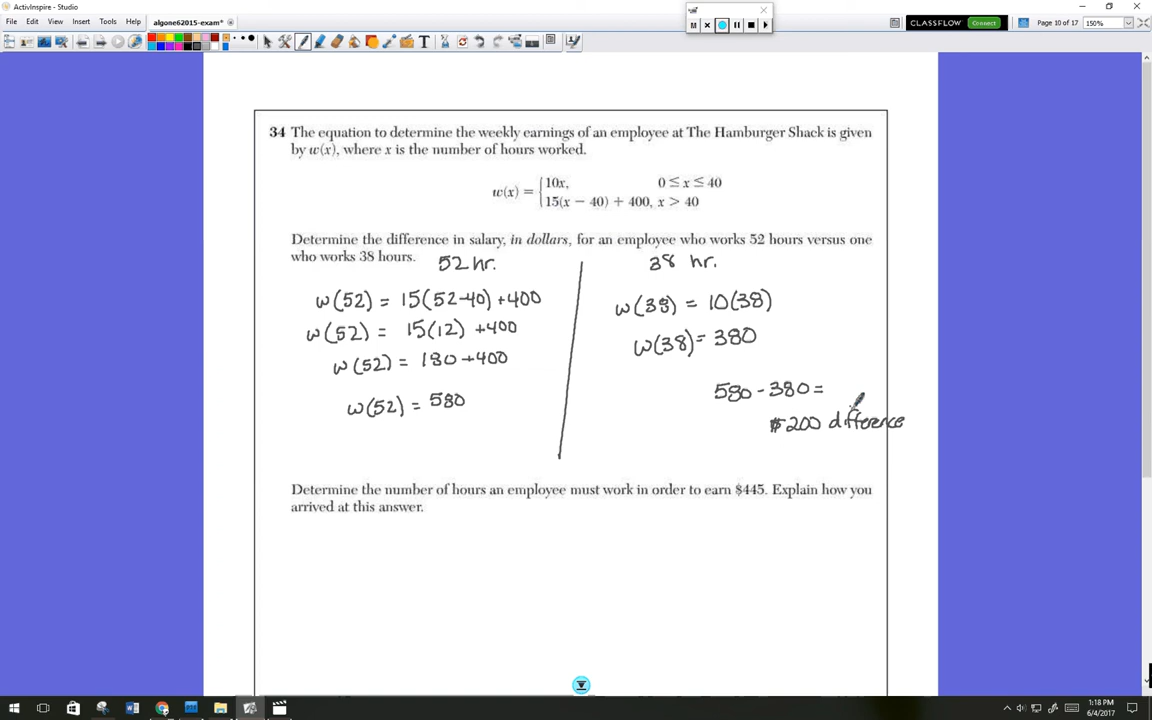 ActivInspire - Studio
File Edit View Insert Tools Help algone62015-exam*
CLASSFLOW Connect Page 10 of 17 150%
M
34 The equation to determine the weekly earnings of an employee at The Hamburger Shack is given
by w(x), where x is the number of hours worked.
w(x) = { 10x, 0 ≤ x ≤ 40
15(x − 40) + 400, x > 40
Determine the difference in salary, in dollars, for an employee who works 52 hours versus one
who works 38 hours.
52 hr.
w(52) = 15(52-40) +400
w(52) = 15(12) +400
w(52) = 180+400
w(52) = 580
38 hr.
w(38) = 10(38)
w(38) = 380
580 - 380 =
$200 difference
Determine the number of hours an employee must work in order to earn $445. Explain how you
arrived at this answer.
1:18 PM
6/4/2017